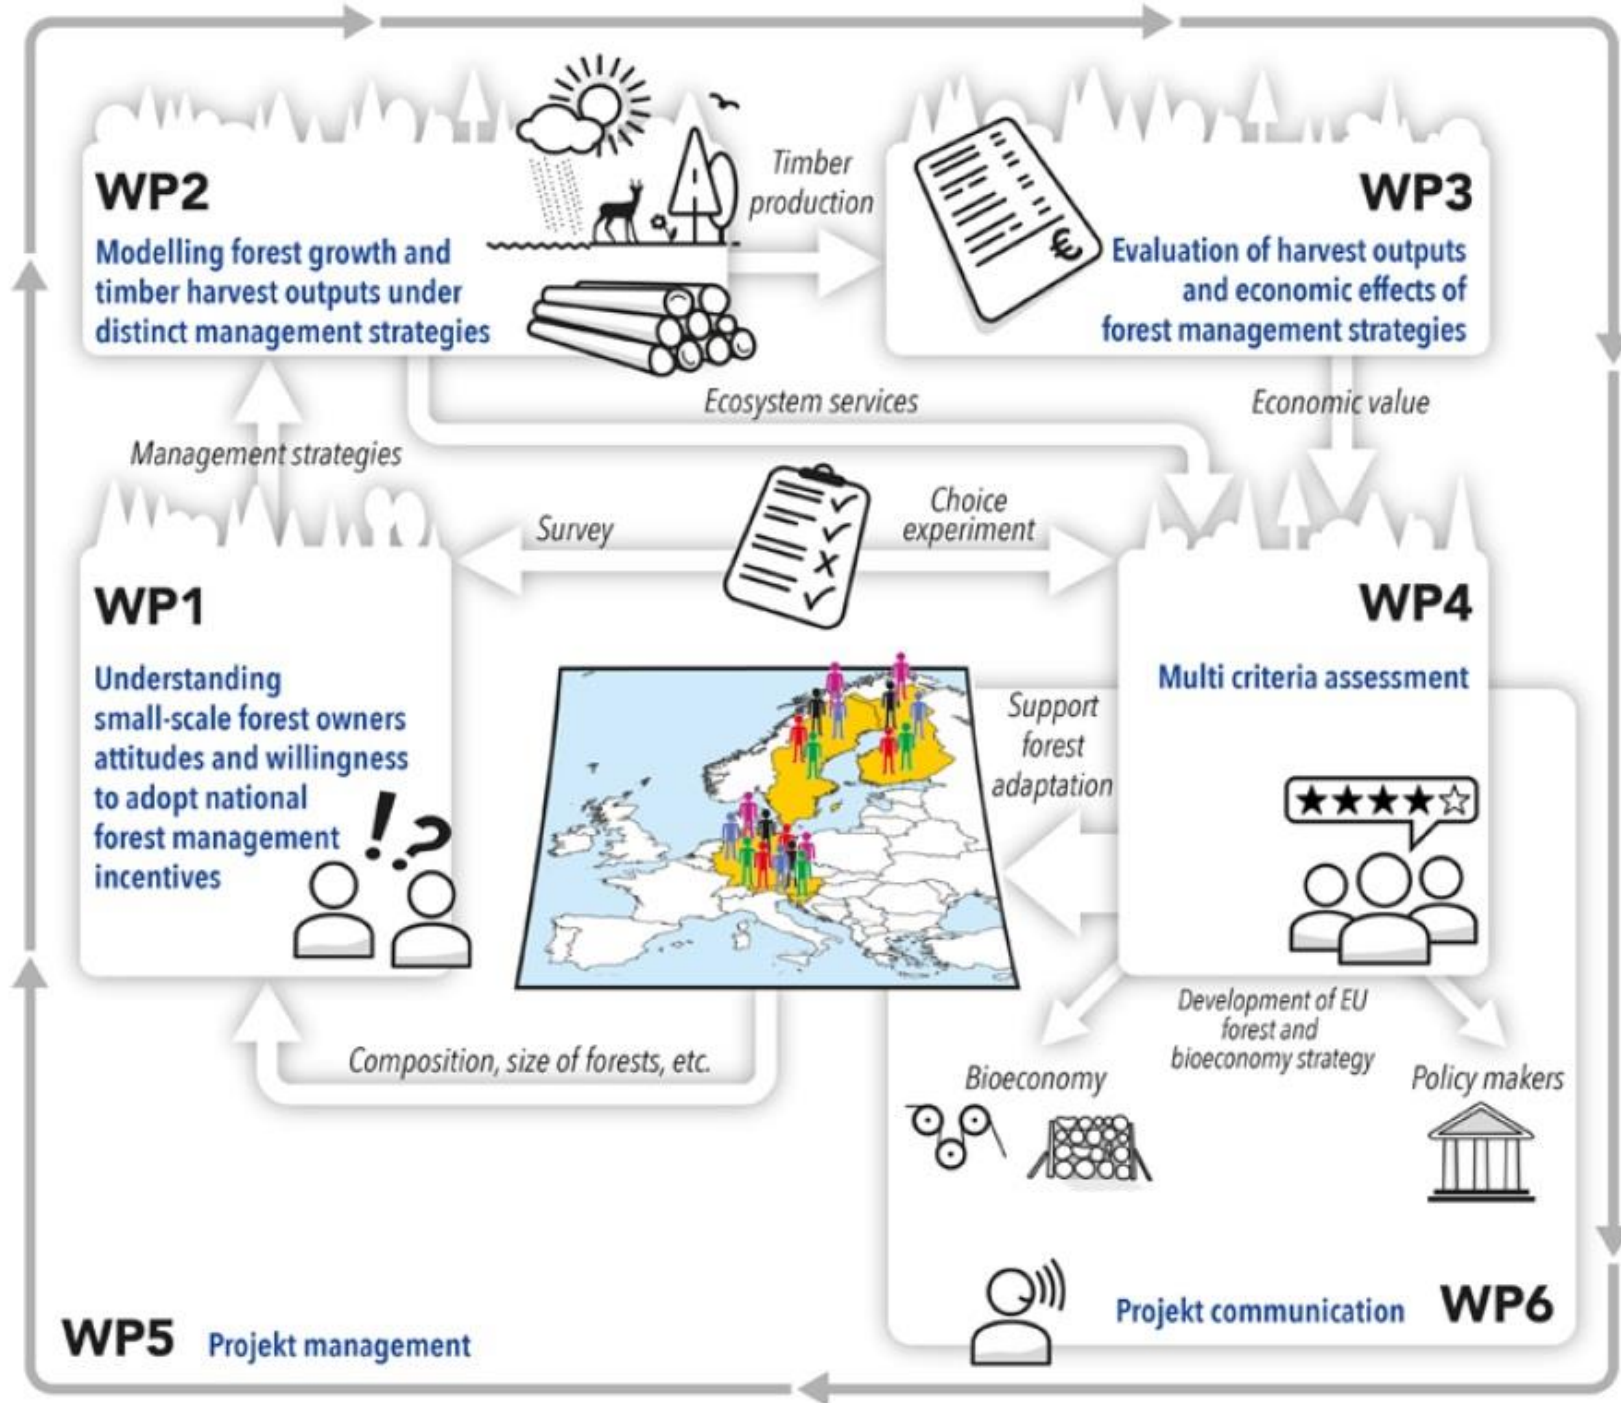 WP2
Modelling forest growth and
timber harvest outputs under
distinct management strategies
Timber
production
WP3
€
Evaluation of harvest outputs
and economic effects of
forest management strategies
Ecosystem services
Economic value
Management strategies
Survey
Choice
experiment
WP1
Understanding
small-scale forest owners
attitudes and willingness
to adopt national
forest management
incentives
!?
WP4
Multi criteria assessment
Support
forest
adaptation
Composition, size of forests, etc.
Development of EU
forest and
bioeconomy strategy
Bioeconomy
Policy makers
Projekt communication WP6
WP5 Projekt management